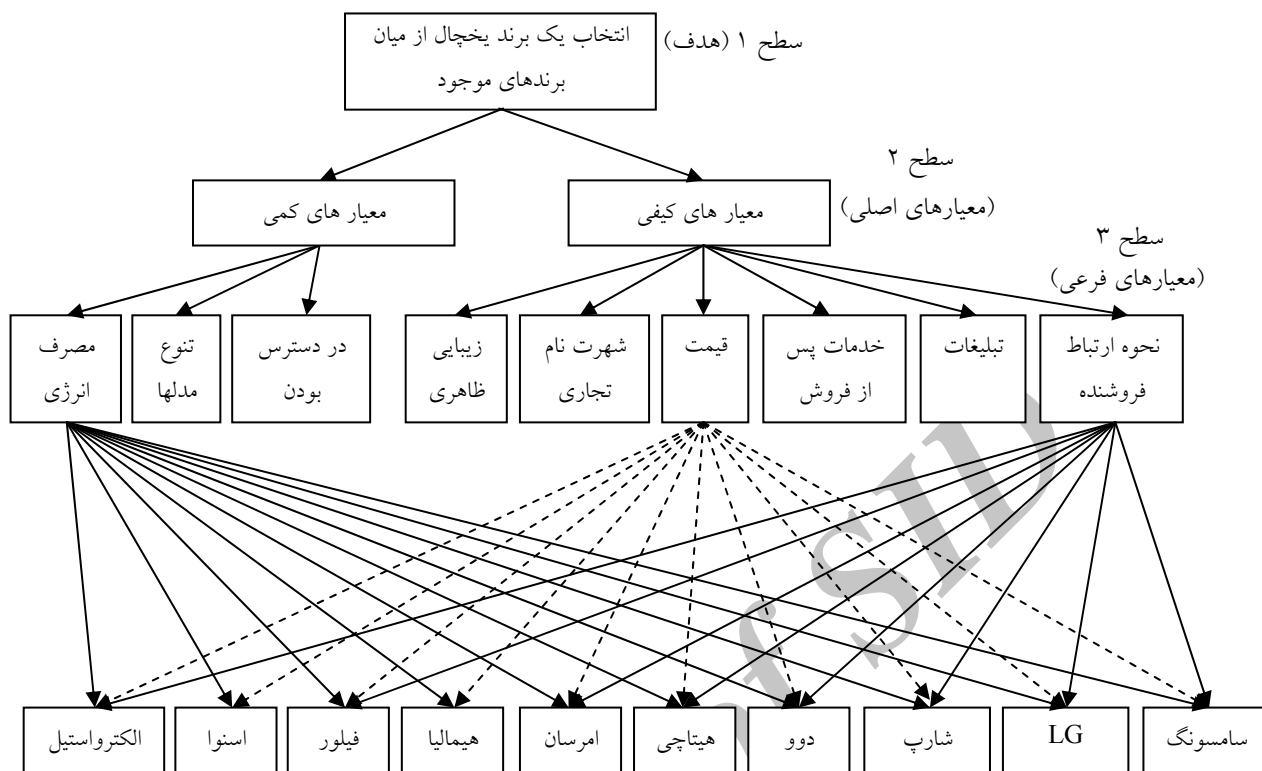 انتخاب یک برند یخچال از میان
برندهای موجود
سطح ۱ (هدف)
سطح ۲
(معیارهای اصلی)
معیار های کیفی
معیار های کمی
سطح ۳
(معیارهای فرعی)
نحوه ارتباط
فروشنده
تبلیغات
خدمات پس
از فروش
قیمت
شهرت نام
تجاری
زیبایی
ظاهری
در دسترس
بودن
تنوع
مدلها
مصرف
انرژی
سامسونگ
LG
شارپ
دوو
هیتاچی
امرسان
هیمالیا
فیلور
اسنوا
الکترواستیل
of SID